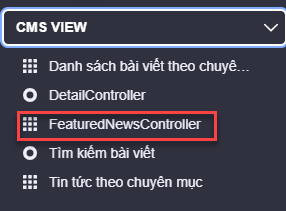 CMS VIEW
Danh sách bài viết theo chuyê...
DetailController
FeaturedNewsController
Tìm kiếm bài viết
Tin tức theo chuyên mục